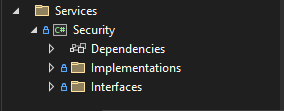 Services
C# Security
Dependencies
Implementations
Interfaces